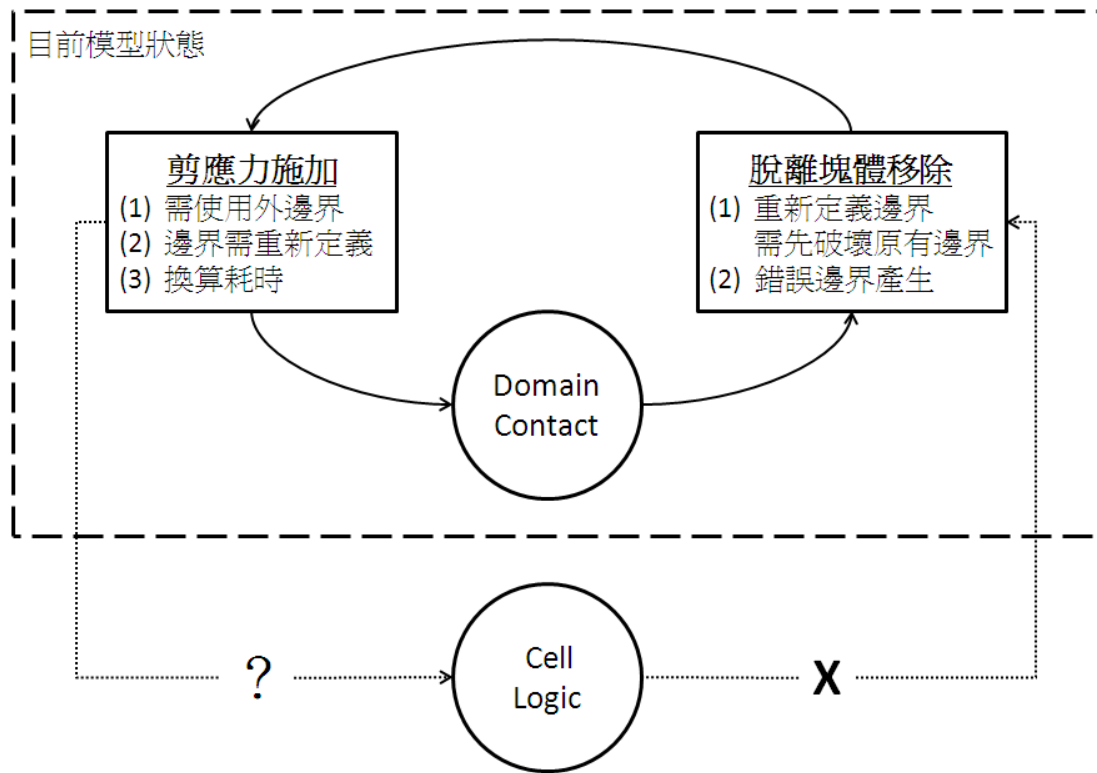 目前模型狀態
剪應力施加
(1) 需使用外邊界
(2) 邊界需重新定義
(3) 換算耗時
脫離塊體移除
(1) 重新定義邊界
需先破壞原有邊界
(2) 錯誤邊界產生
Domain
Contact
?
Cell
Logic
X